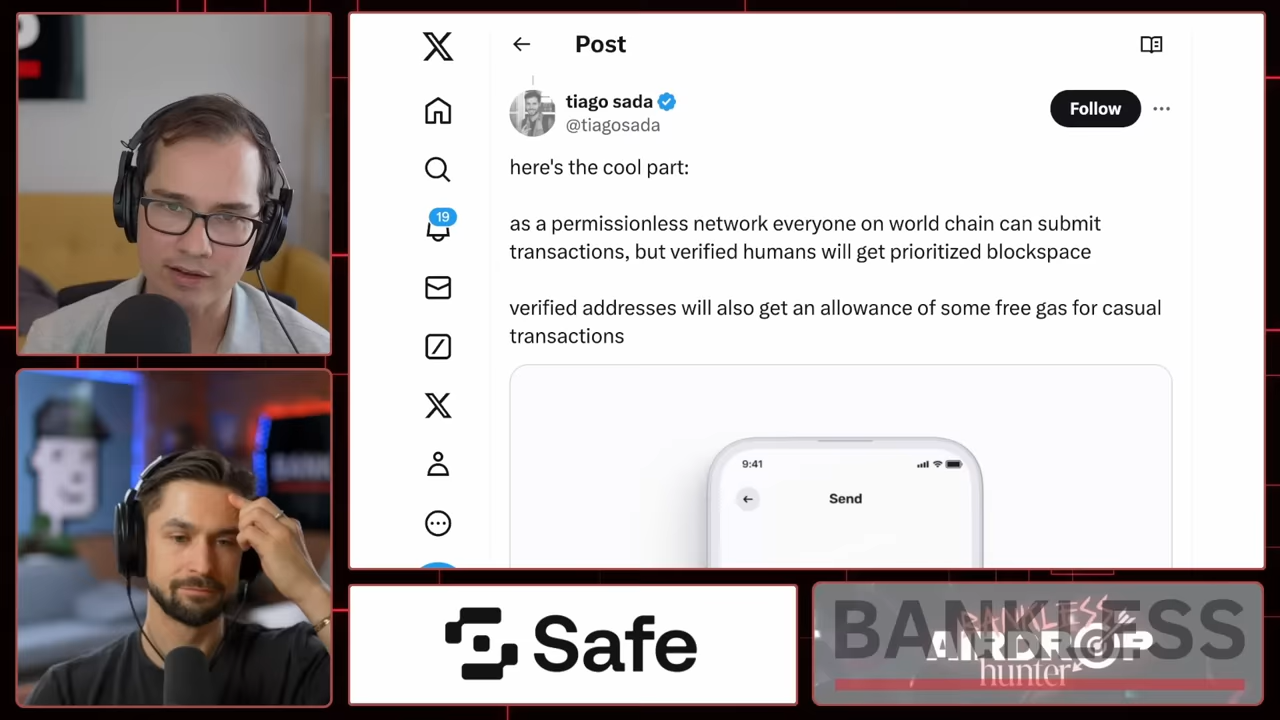 Post
tiago sada
@tiagosada
Follow
here's the cool part:
as a permissionless network everyone on world chain can submit
transactions, but verified humans will get prioritized blockspace
verified addresses will also get an allowance of some free gas for casual
transactions
19
9:41
Send
Safe
BANKLESS
BANKLESS
AIRDROP
hunter